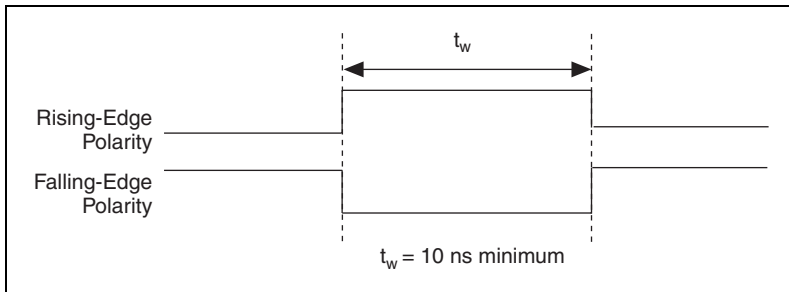 t_w
Rising-Edge
Polarity
Falling-Edge
Polarity
t_w = 10 ns minimum